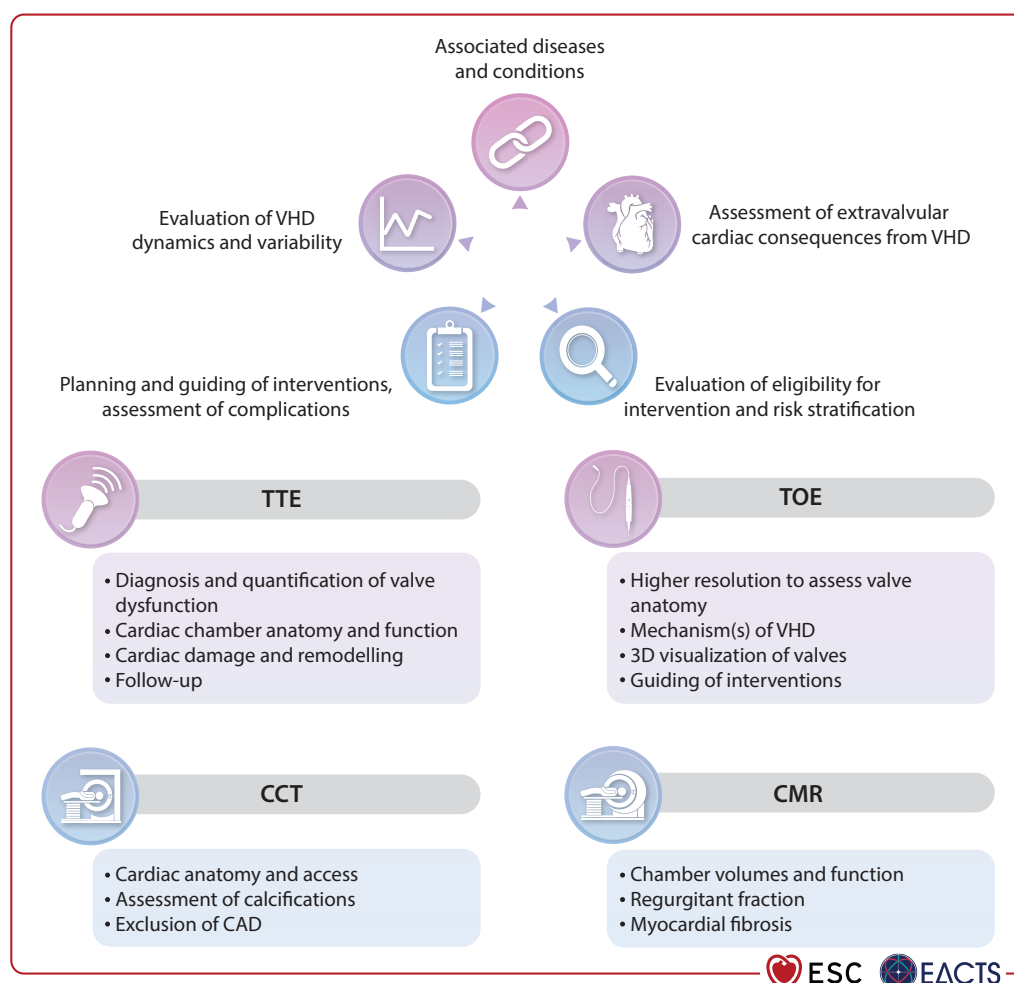 Associated diseases
and conditions
Evaluation of VHD
dynamics and variability
Assessment of extravalvular
cardiac consequences from VHD
Planning and guiding of interventions,
assessment of complications
Evaluation of eligibility for
intervention and risk stratification
TTE
• Diagnosis and quantification of valve
dysfunction
• Cardiac chamber anatomy and function
• Cardiac damage and remodelling
• Follow-up
TOE
• Higher resolution to assess valve
anatomy
• Mechanism(s) of VHD
• 3D visualization of valves
• Guiding of interventions
CCT
• Cardiac anatomy and access
• Assessment of calcifications
• Exclusion of CAD
CMR
• Chamber volumes and function
• Regurgitant fraction
• Myocardial fibrosis
ESC EACTS